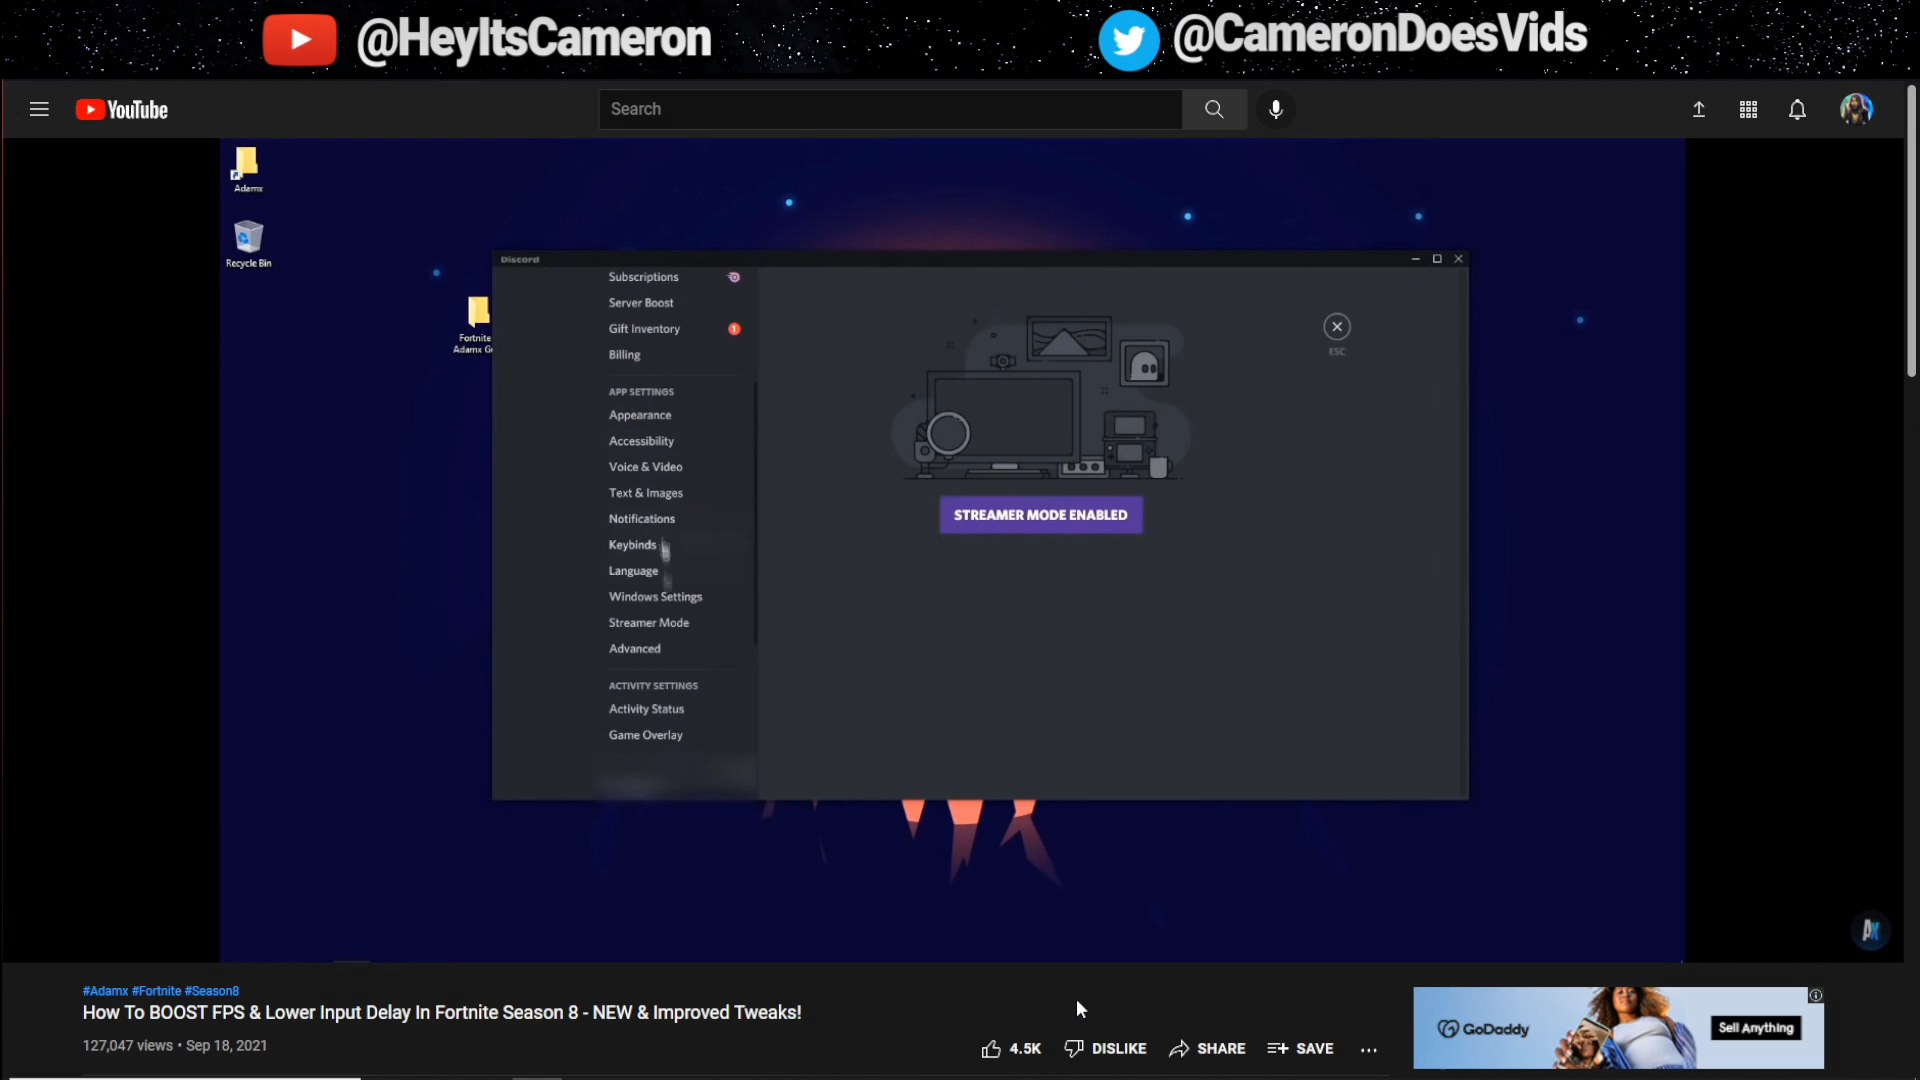 @HeyItsCameron
@CameronDoesVids
YouTube
Search
Adamx
Recycle Bin
Fortnite
Adamx
Discord
Subscriptions
Server Boost
Gift Inventory 1
Billing
APP SETTINGS
Appearance
Accessibility
Voice & Video
Text & Images
Notifications
Keybinds
Language
Windows Settings
Streamer Mode
Advanced
ACTIVITY SETTINGS
Activity Status
Game Overlay
ESC
STREAMER MODE ENABLED
AX
#Adamx #Fortnite #Season8
How To BOOST FPS & Lower Input Delay In Fortnite Season 8 - NEW & Improved Tweaks!
127,047 views • Sep 18, 2021
4.5K DISLIKE SHARE SAVE
GoDaddy
Sell Anything